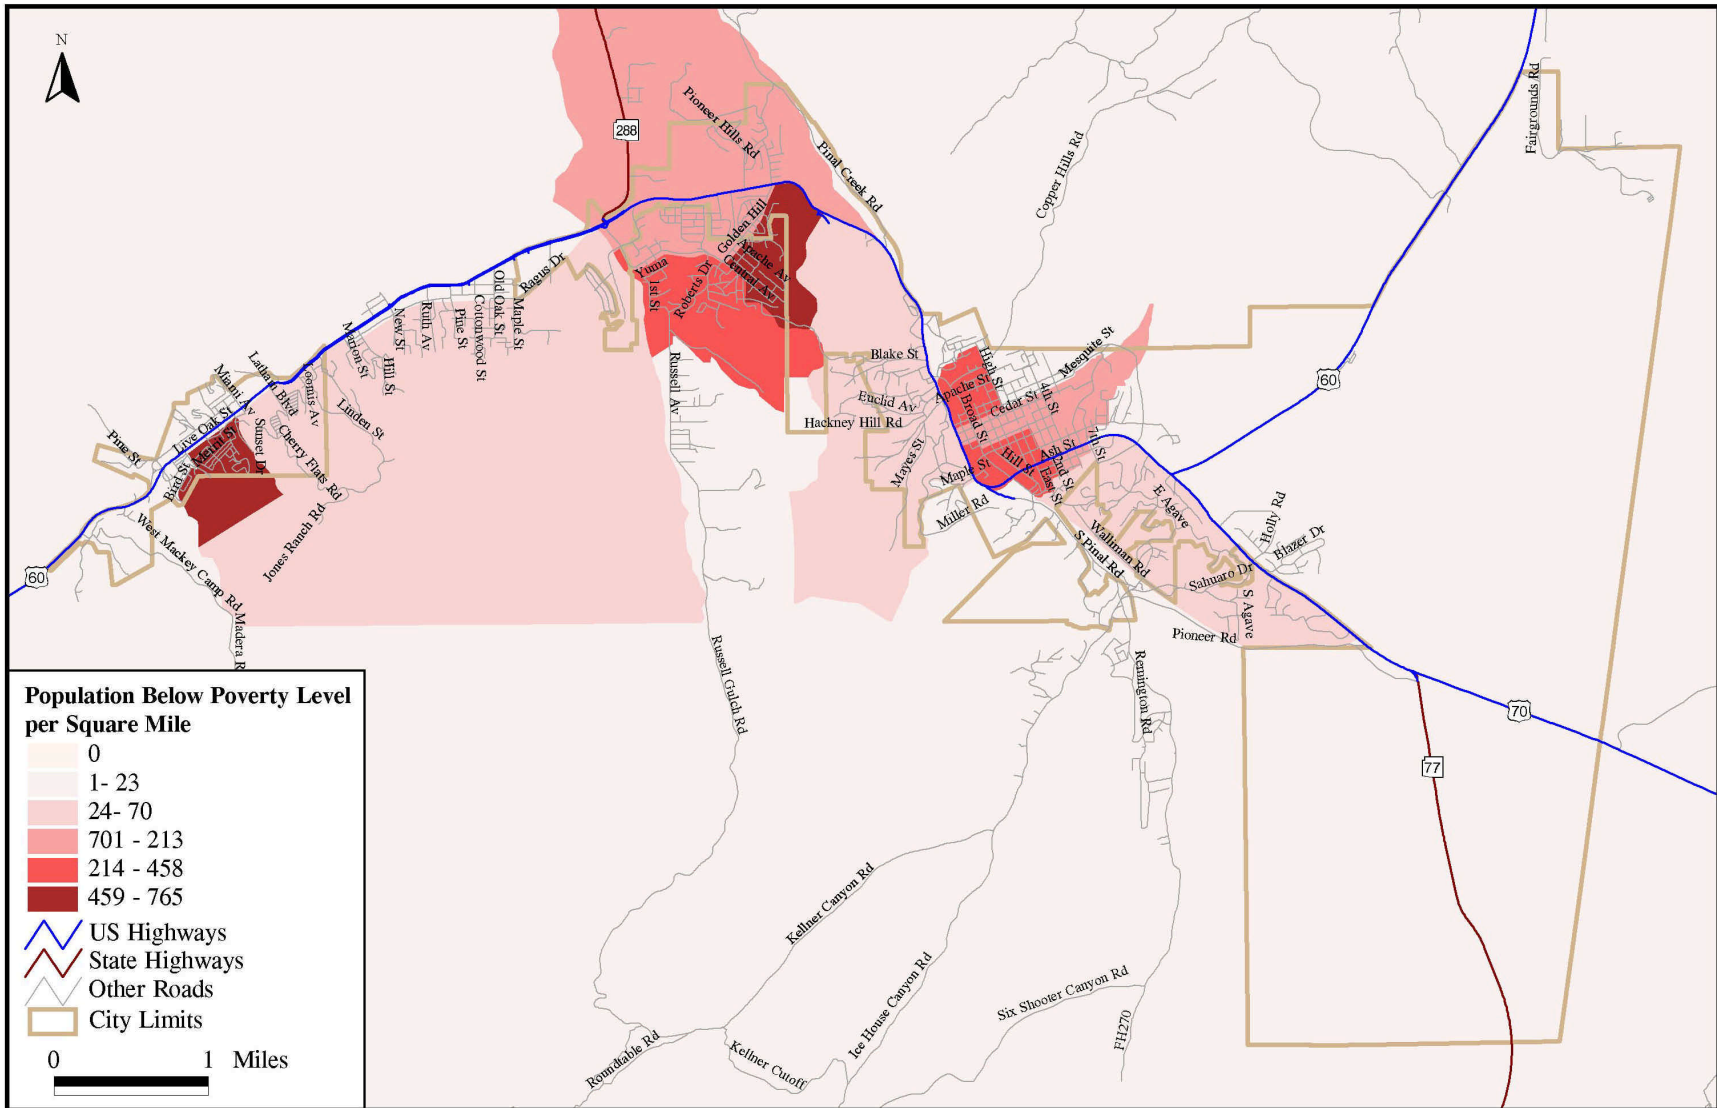 N
288
Pioneer Hills Rd
Pinal Creek Rd
Copper Hills Rd
Fairgrounds Rd
Golden Hill
Apache Av
Central Av
Yuma
1st St
Roberts Dr
Ragus Dr
Old Oak St
Maple St
Cottonwood St
Pine St
Ruth Av
New St
Hill St
Marion St
Russell Av
Blake St
Euclid Av
Hackney Hill Rd
Mayes St
High St
Mesquite St
Apache St
Broad St
Cedar St
4th St
60
Latham Blvd
Miami Av
Loomis Av
Linden St
Live Oak St
Merritt St
Sunset Dr
Cherry Flats Rd
Pine St
Bird St
Maple St
Hill St
Ash St
2nd St
East St
7th St
Miller Rd
E Agave
Holly Rd
Blazer Dr
Walliman Rd
S Pinal Rd
Sahuaro Dr
S Agave
Pioneer Rd
60
West Mackey Camp Rd
Jones Ranch Rd
Madera R
Russell Gulch Rd
Remington Rd
70
77
Kellner Canyon Rd
Ice House Canyon Rd
Six Shooter Canyon Rd
FH270
Roundtable Rd
Kellner Cutoff
Population Below Poverty Level
per Square Mile
0
1- 23
24- 70
701 - 213
214 - 458
459 - 765
US Highways
State Highways
Other Roads
City Limits
0 1 Miles